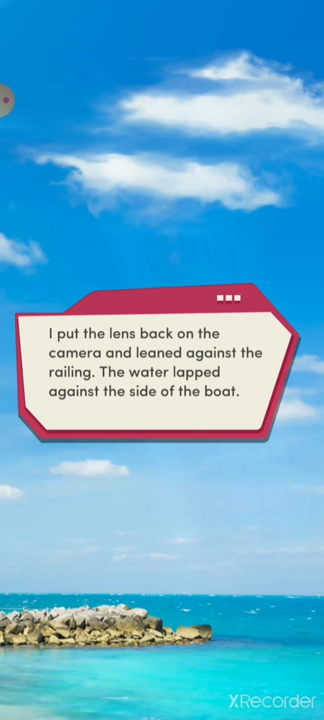 I put the lens back on the
camera and leaned against the
railing. The water lapped
against the side of the boat.
XRecorder